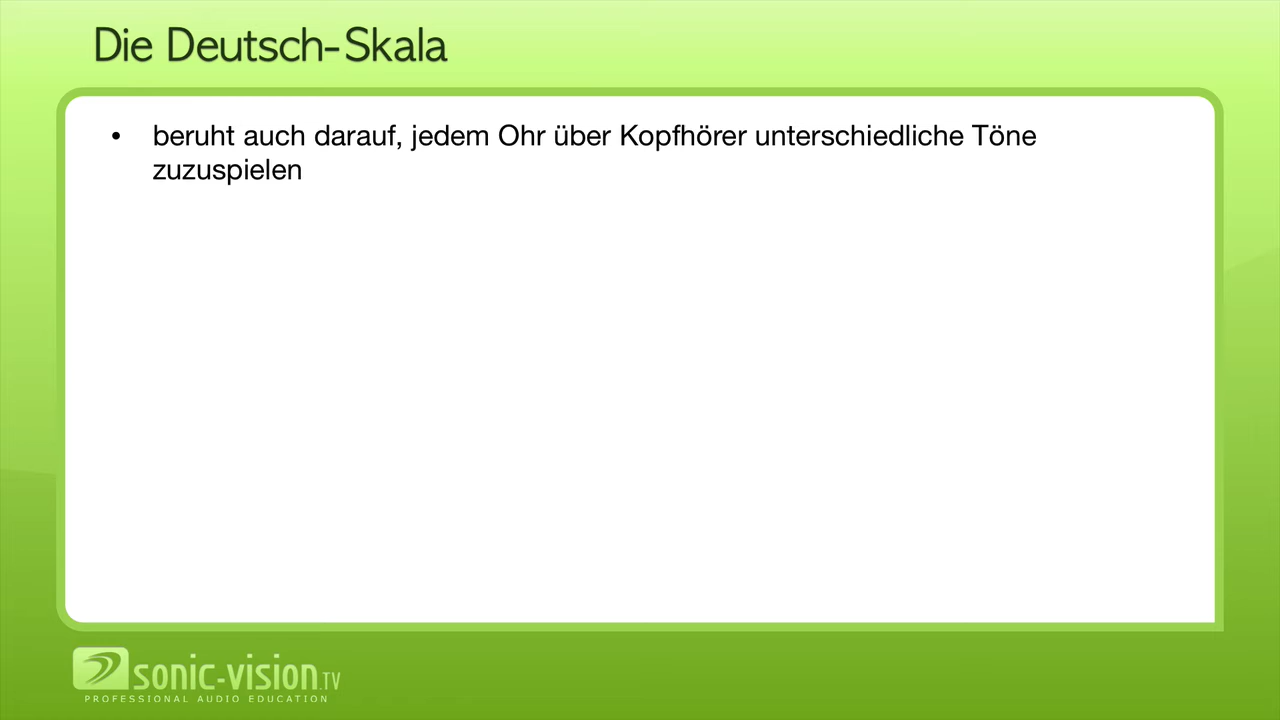 Die Deutsch-Skala
• beruht auch darauf, jedem Ohr über Kopfhörer unterschiedliche Töne
zuzuspielen
sonic-vision.TV
PROFESSIONAL AUDIO EDUCATION